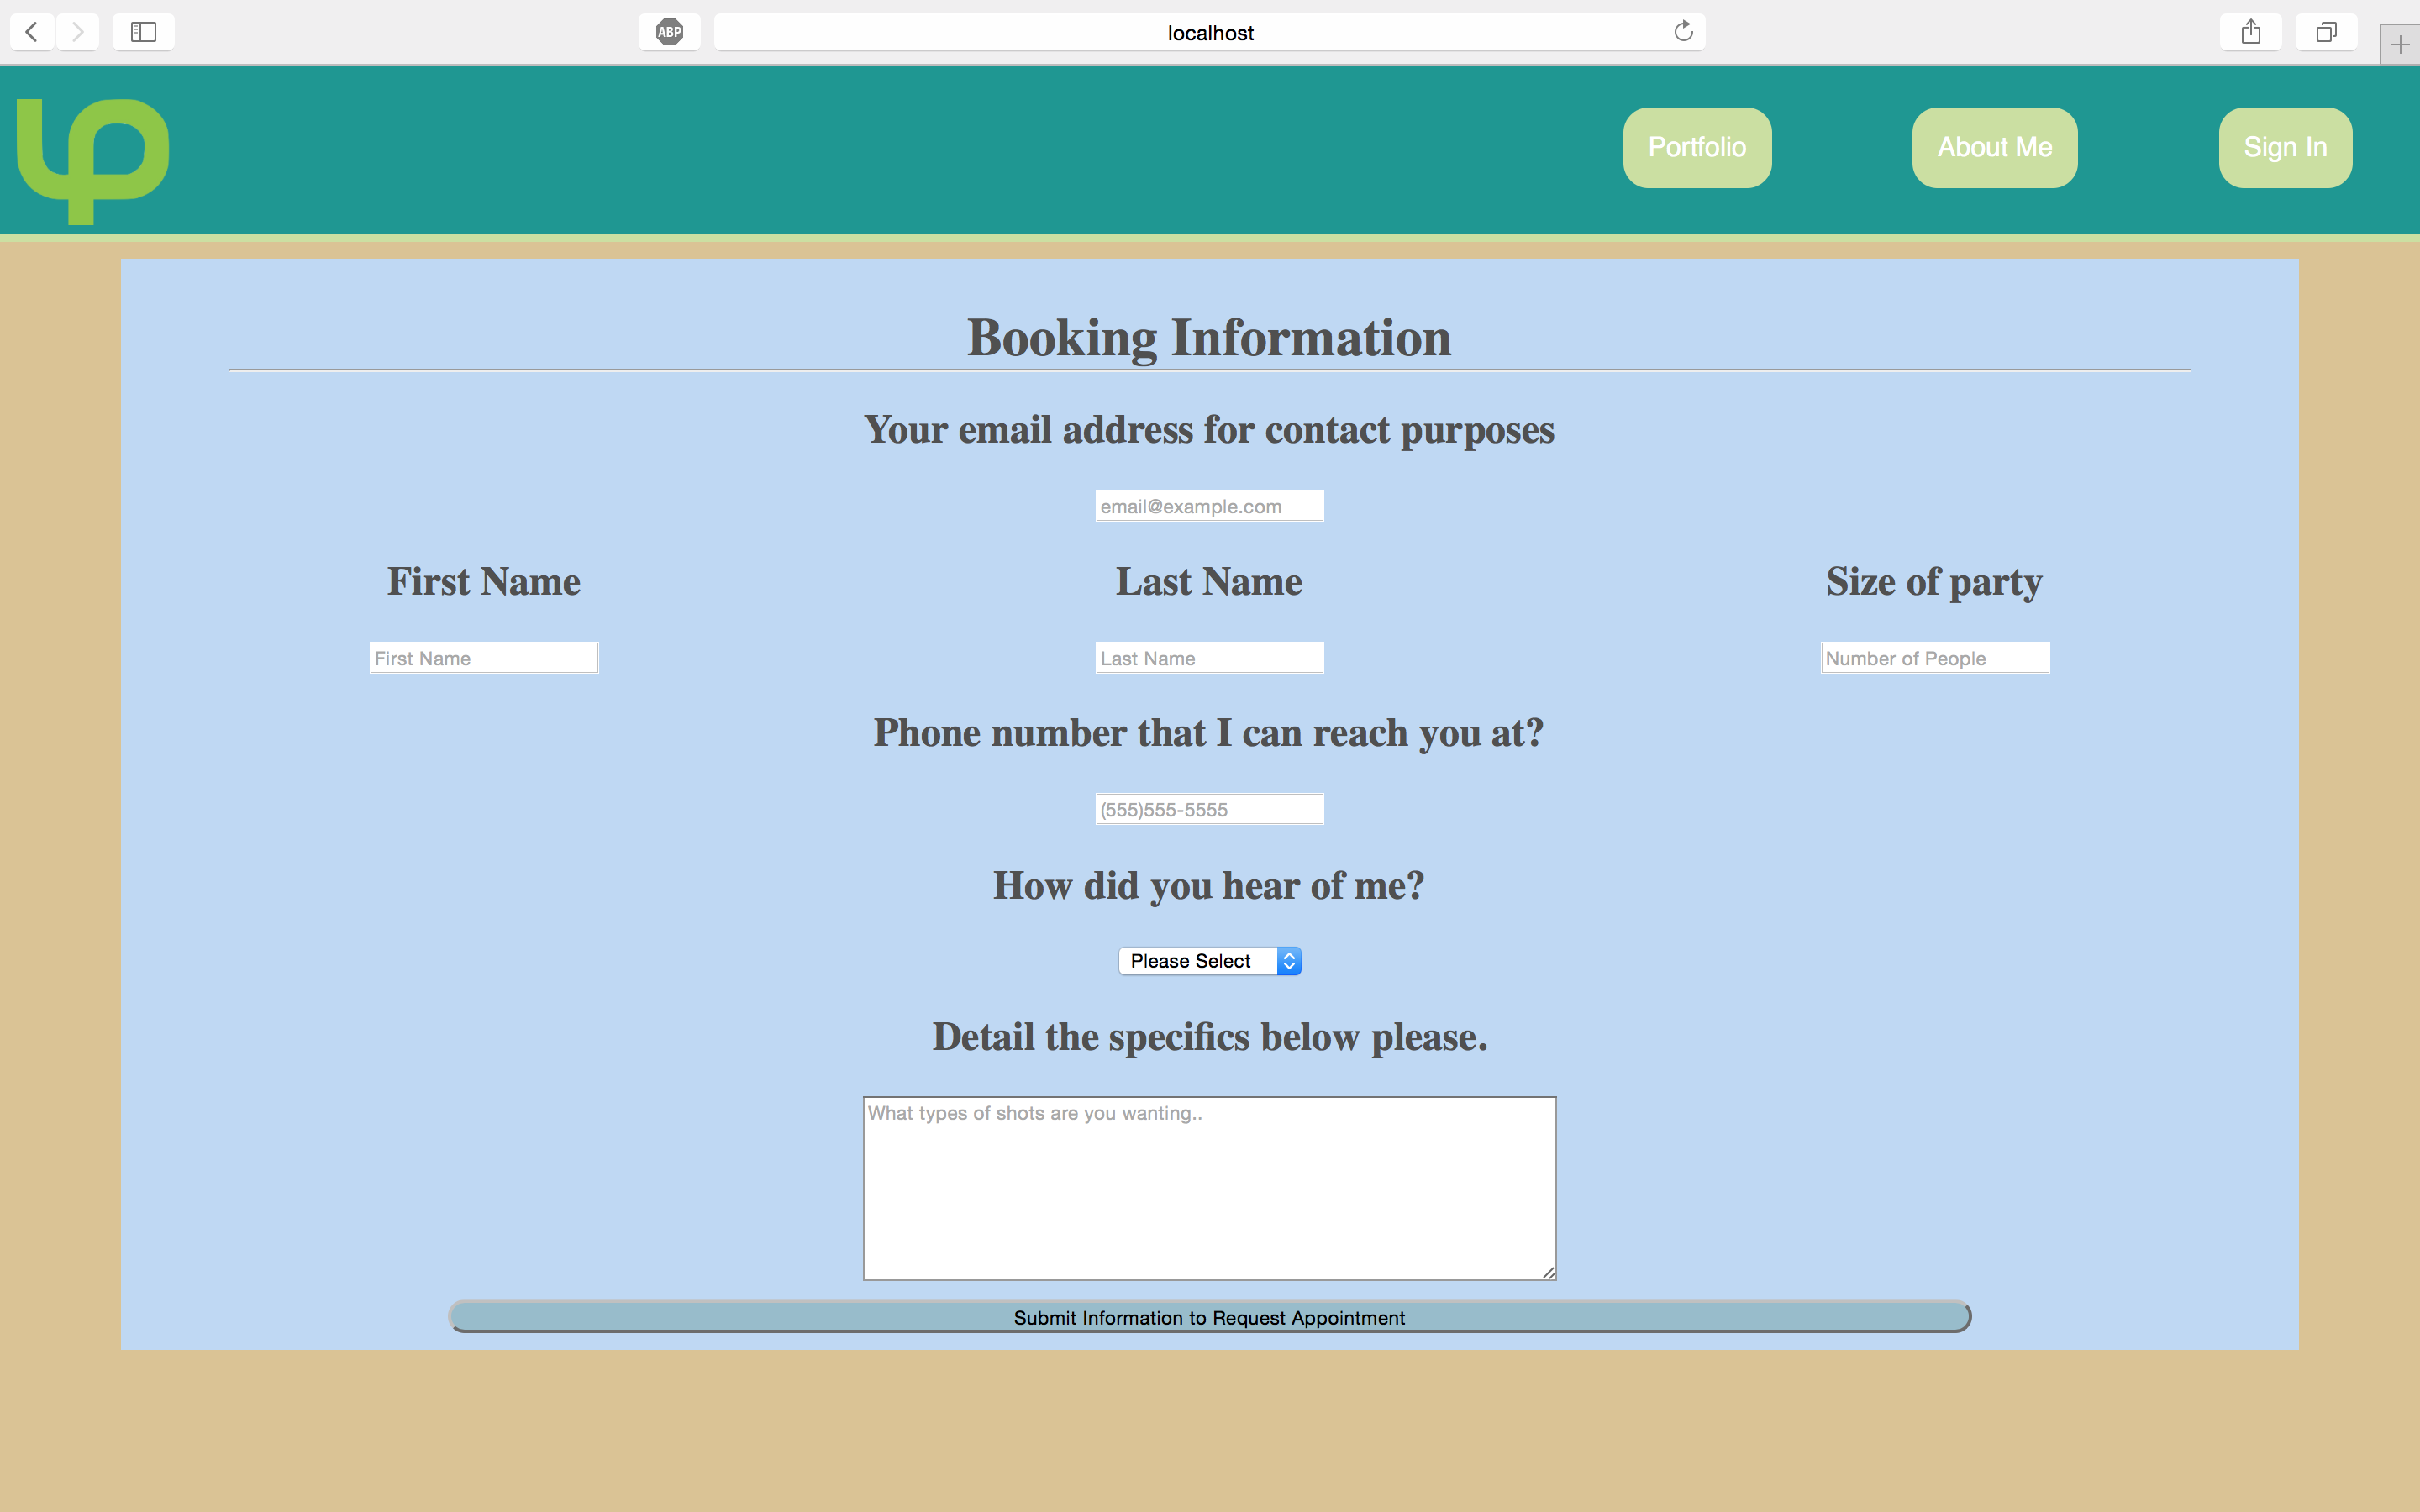 ABP
localhost
Portfolio
About Me
Sign In
Booking Information
Your email address for contact purposes
email@example.com
First Name
Last Name
Size of party
First Name
Last Name
Number of People
Phone number that I can reach you at?
(555)555-5555
How did you hear of me?
Please Select
Detail the specifics below please.
What types of shots are you wanting..
Submit Information to Request Appointment